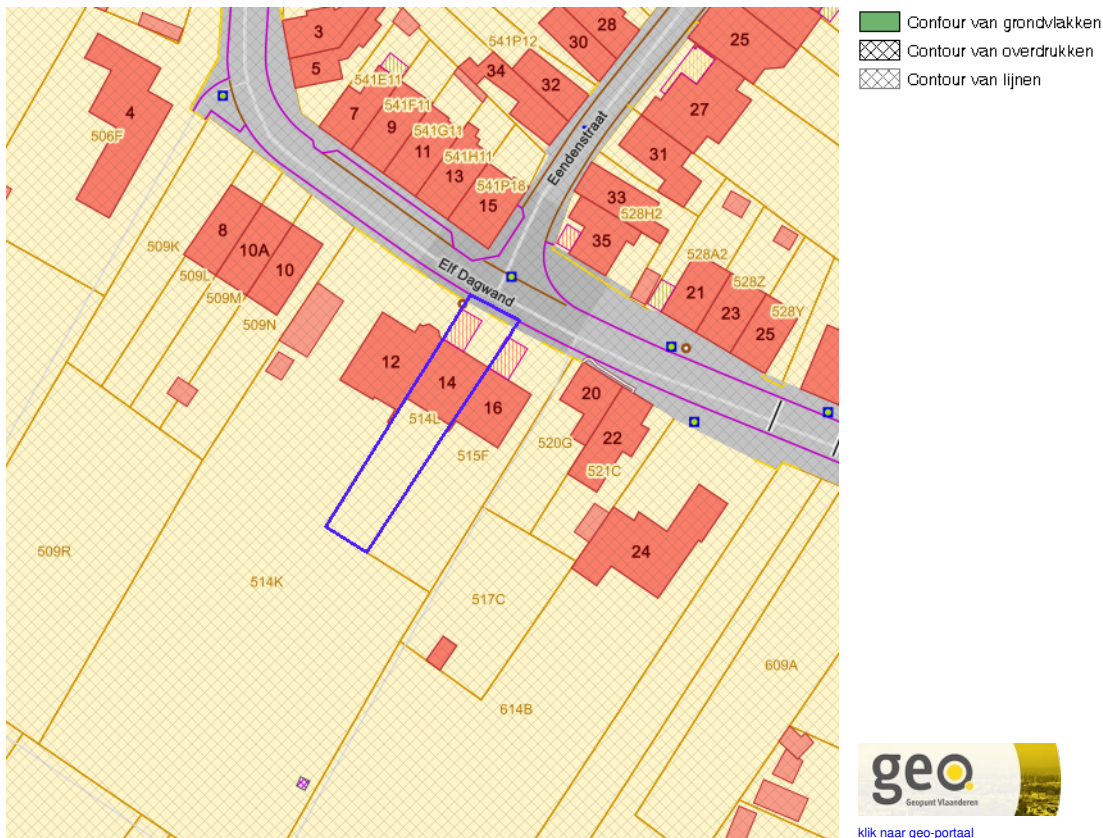 3
5
541P12
28
30
34
32
25
27
541E11
7
541F11
9
541G11
11
541H11
13
541P18
15
4
506F
Eendenstraat
31
33
528H2
35
8
10A
10
509K
509L
509M
509N
Elf Dagwand
528A2
21
528Z
23
528Y
25
12
14
16
514L
515F
20
22
520G
521C
24
509R
514K
517C
614B
609A
Contour van grondvlakken
Contour van overdrukken
Contour van lijnen
geo.
Geopunt Vlaanderen
klik naar geo-portaal